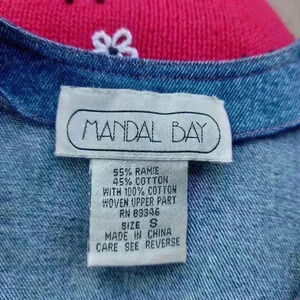 MANDAL BAY
55% RAMIE
45% COTTON
WITH 100% COTTON
WOVEN UPPER PART
RN 83346
SIZE S
MADE IN CHINA
CARE SEE REVERSE